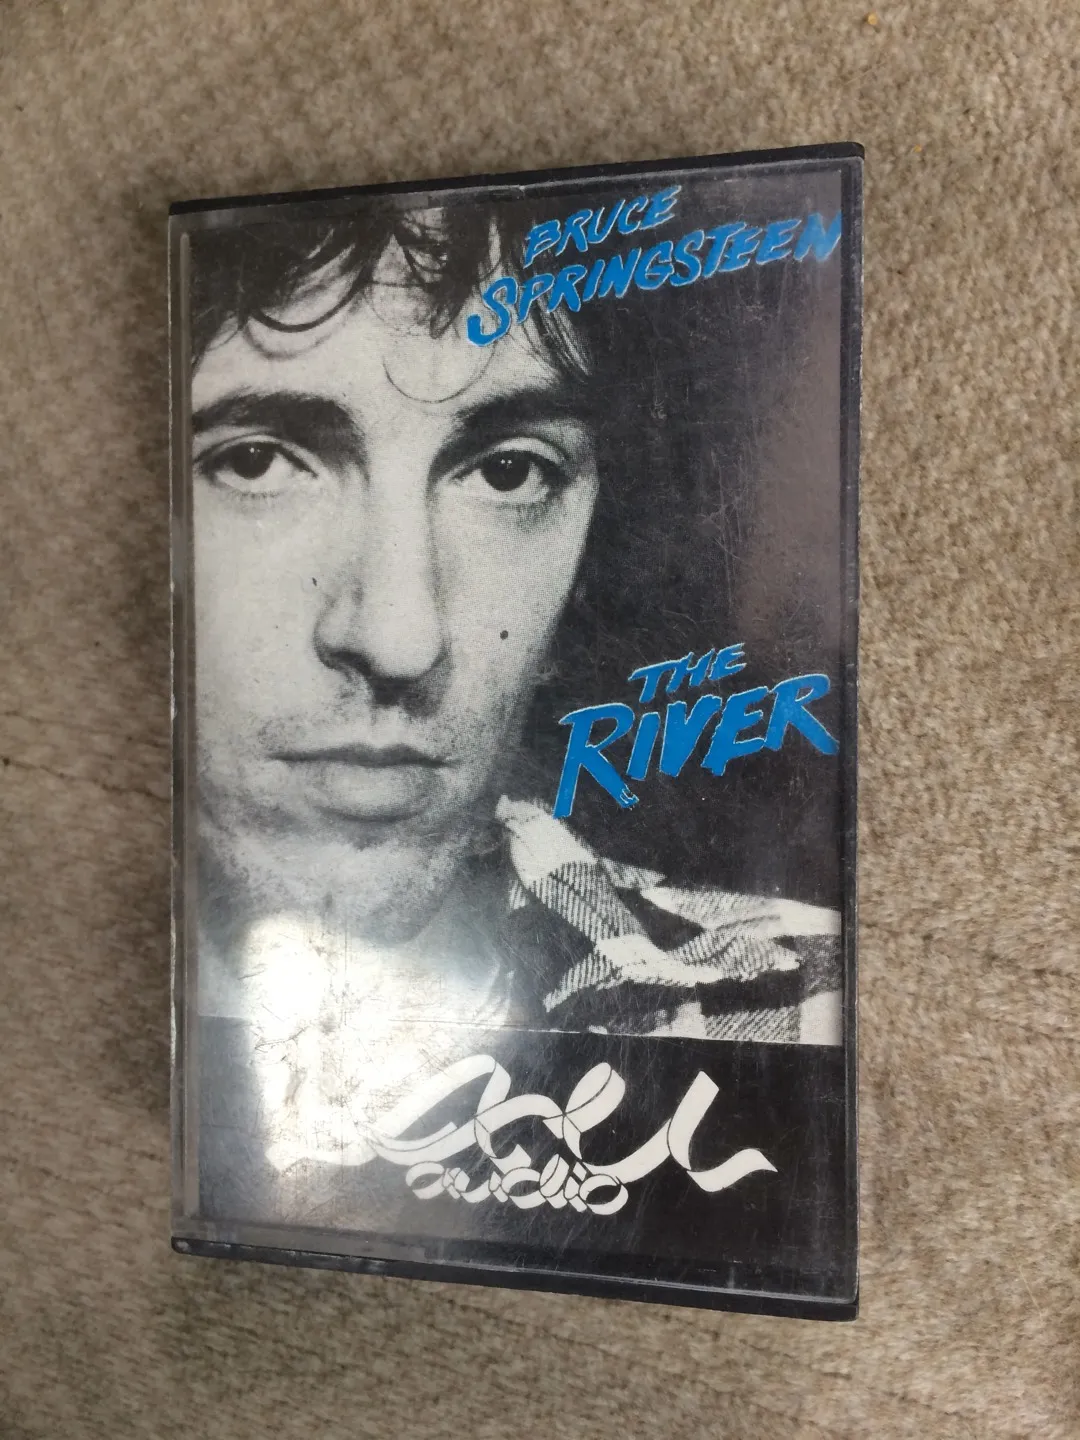 BRUCE
SPRINGSTEEN
THE
RIVER
audio